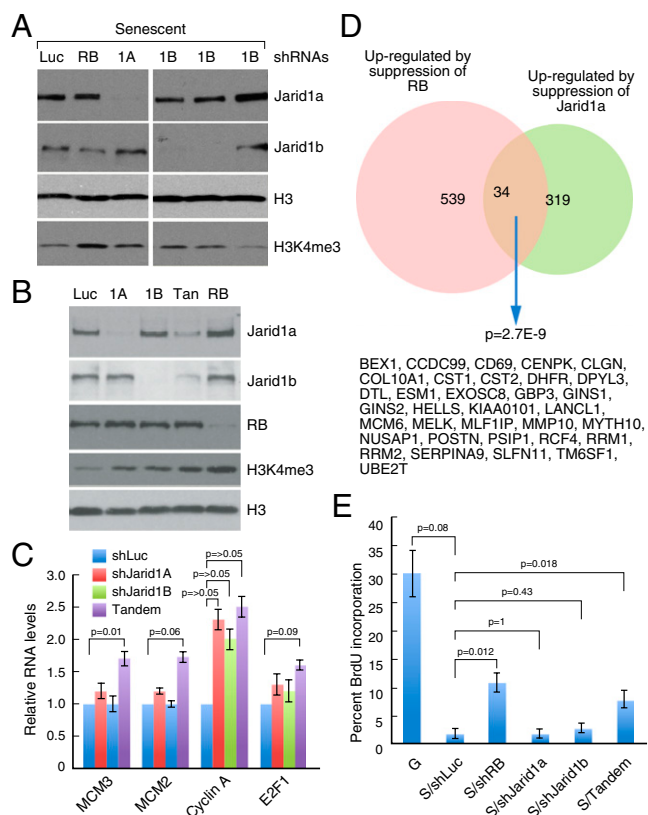 A
Senescent
Luc RB 1A 1B 1B 1B shRNAs
Jarid1a
Jarid1b
H3
H3K4me3
B
Luc 1A 1B Tan RB
Jarid1a
Jarid1b
RB
H3K4me3
H3
C
shLuc
shJarid1A
shJarid1B
Tandem
Relative RNA levels
3.0
2.5
2.0
1.5
1.0
0.5
0.0
p=0.01
p=0.06
p=>0.05
p=>0.05
p=>0.05
p=0.09
MCM3
MCM2
Cyclin A
E2F1
D
Up-regulated by
suppression of
RB
Up-regulated by
suppression of
Jarid1a
539
34
319
p=2.7E-9
BEX1, CCDC99, CD69, CENPK, CLGN,
COL10A1, CST1, CST2, DHFR, DPYL3,
DTL, ESM1, EXOSC8, GBP3, GINS1,
GINS2, HELLS, KIAA0101, LANCL1,
MCM6, MELK, MLF1IP, MMP10, MYTH10,
NUSAP1, POSTN, PSIP1, RCF4, RRM1,
RRM2, SERPINA9, SLFN11, TM6SF1,
UBE2T
E
Percent BrdU incorporation
40
35
30
25
20
15
10
5
0
p=0.08
p=0.018
p=0.43
p=1
p=0.012
G
S/shLuc
S/shRB
S/shJarid1a
S/shJarid1b
S/Tandem